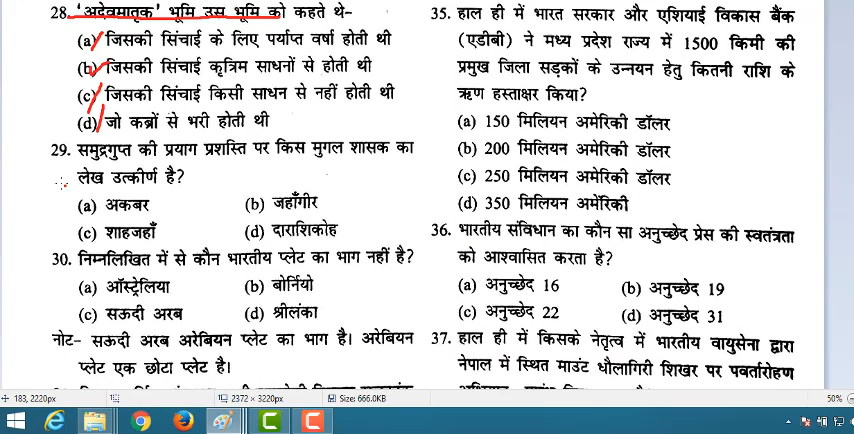 28. 'अदेवमातृक' भूमि उस भूमि को कहते थे-
(a) जिसकी सिंचाई के लिए पर्याप्त वर्षा होती थी
(b) जिसकी सिंचाई कृत्रिम साधनों से होती थी
(c) जिसकी सिंचाई किसी साधन से नहीं होती थी
(d) जो कब्रों से भरी होती थी
29. समुद्रगुप्त की प्रयाग प्रशस्ति पर किस मुगल शासक का
लेख उत्कीर्ण है?
(a) अकबर (b) जहाँगीर
(c) शाहजहाँ (d) दाराशिकोह
30. निम्नलिखित में से कौन भारतीय प्लेट का भाग नहीं है?
(a) ऑस्ट्रेलिया (b) बोर्नियो
(c) सऊदी अरब (d) श्रीलंका
नोट- सऊदी अरब अरेबियन प्लेट का भाग है। अरेबियन
प्लेट एक छोटा प्लेट है।
35. हाल ही में भारत सरकार और एशियाई विकास बैंक
(एडीबी) ने मध्य प्रदेश राज्य में 1500 किमी की
प्रमुख जिला सड़कों के उन्नयन हेतु कितनी राशि के
ऋण हस्ताक्षर किया?
(a) 150 मिलियन अमेरिकी डॉलर
(b) 200 मिलियन अमेरिकी डॉलर
(c) 250 मिलियन अमेरिकी डॉलर
(d) 350 मिलियन अमेरिकी
36. भारतीय संविधान का कौन सा अनुच्छेद प्रेस की स्वतंत्रता
को आश्वासित करता है?
(a) अनुच्छेद 16 (b) अनुच्छेद 19
(c) अनुच्छेद 22 (d) अनुच्छेद 31
37. हाल ही में किसके नेतृत्व में भारतीय वायुसेना द्वारा
नेपाल में स्थित माउंट धौलागिरी शिखर पर पर्वतारोहण
183, 2220px 2372 × 3220px Size: 666.0KB 50%